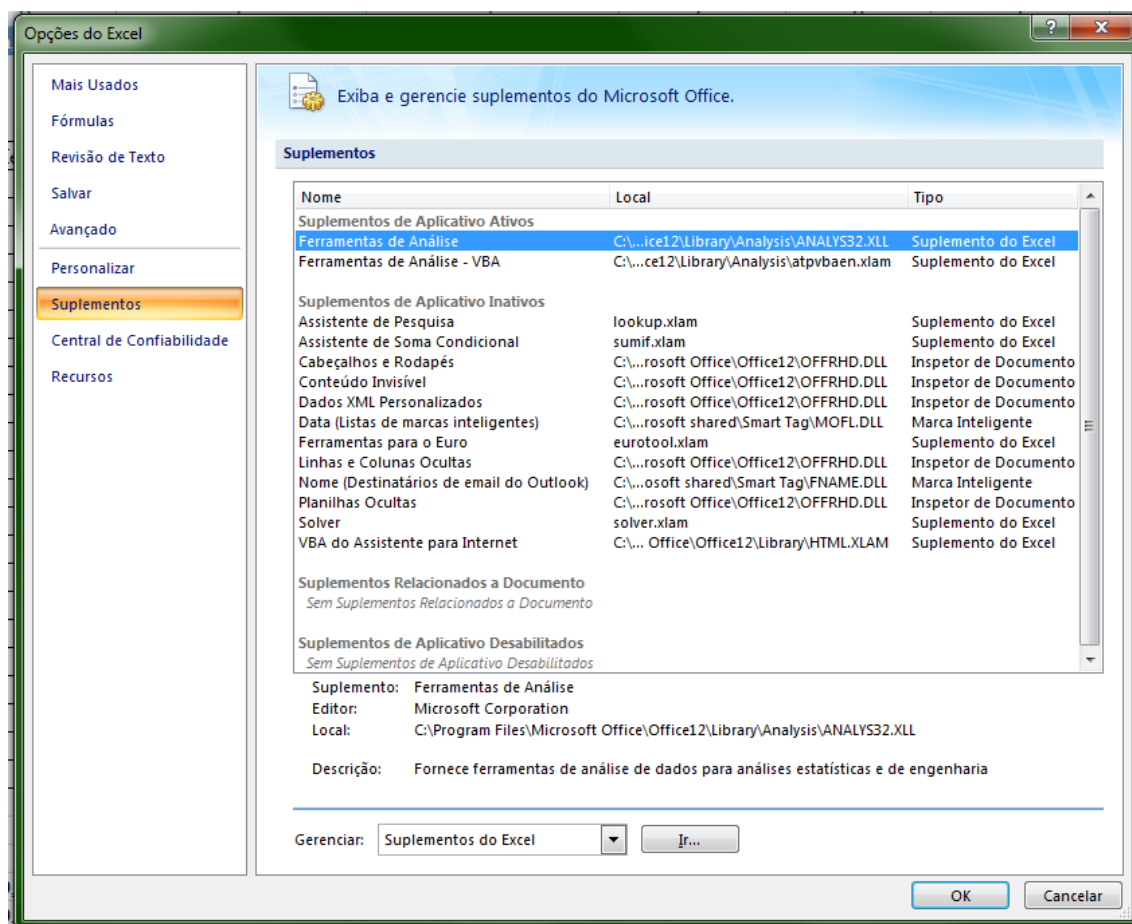 Opções do Excel
Mais Usados
Fórmulas
Revisão de Texto
Salvar
Avançado
Personalizar
Suplementos
Central de Confiabilidade
Recursos
Exiba e gerencie suplementos do Microsoft Office.
Suplementos
Nome Local Tipo
Suplementos de Aplicativo Ativos
Ferramentas de Análise C:\...ice12\Library\Analysis\ANALYS32.XLL Suplemento do Excel
Ferramentas de Análise - VBA C:\...ce12\Library\Analysis\atpvbaen.xlam Suplemento do Excel
Suplementos de Aplicativo Inativos
Assistente de Pesquisa lookup.xlam Suplemento do Excel
Assistente de Soma Condicional sumif.xlam Suplemento do Excel
Cabeçalhos e Rodapés C:\...rosoft Office\Office12\OFFRHD.DLL Inspetor de Documento
Conteúdo Invisível C:\...rosoft Office\Office12\OFFRHD.DLL Inspetor de Documento
Dados XML Personalizados C:\...rosoft Office\Office12\OFFRHD.DLL Inspetor de Documento
Data (Listas de marcas inteligentes) C:\...rosoft shared\Smart Tag\MOFL.DLL Marca Inteligente
Ferramentas para o Euro eurotool.xlam Suplemento do Excel
Linhas e Colunas Ocultas C:\...rosoft Office\Office12\OFFRHD.DLL Inspetor de Documento
Nome (Destinatários de email do Outlook) C:\...osoft shared\Smart Tag\FNAME.DLL Marca Inteligente
Planilhas Ocultas C:\...rosoft Office\Office12\OFFRHD.DLL Inspetor de Documento
Solver solver.xlam Suplemento do Excel
VBA do Assistente para Internet C:\... Office\Office12\Library\HTML.XLAM Suplemento do Excel
Suplementos Relacionados a Documento
Sem Suplementos Relacionados a Documento
Suplementos de Aplicativo Desabilitados
Sem Suplementos de Aplicativo Desabilitados
Suplemento: Ferramentas de Análise
Editor: Microsoft Corporation
Local: C:\Program Files\Microsoft Office\Office12\Library\Analysis\ANALYS32.XLL
Descrição: Fornece ferramentas de análise de dados para análises estatísticas e de engenharia
Gerenciar: Suplementos do Excel Ir...
OK Cancelar